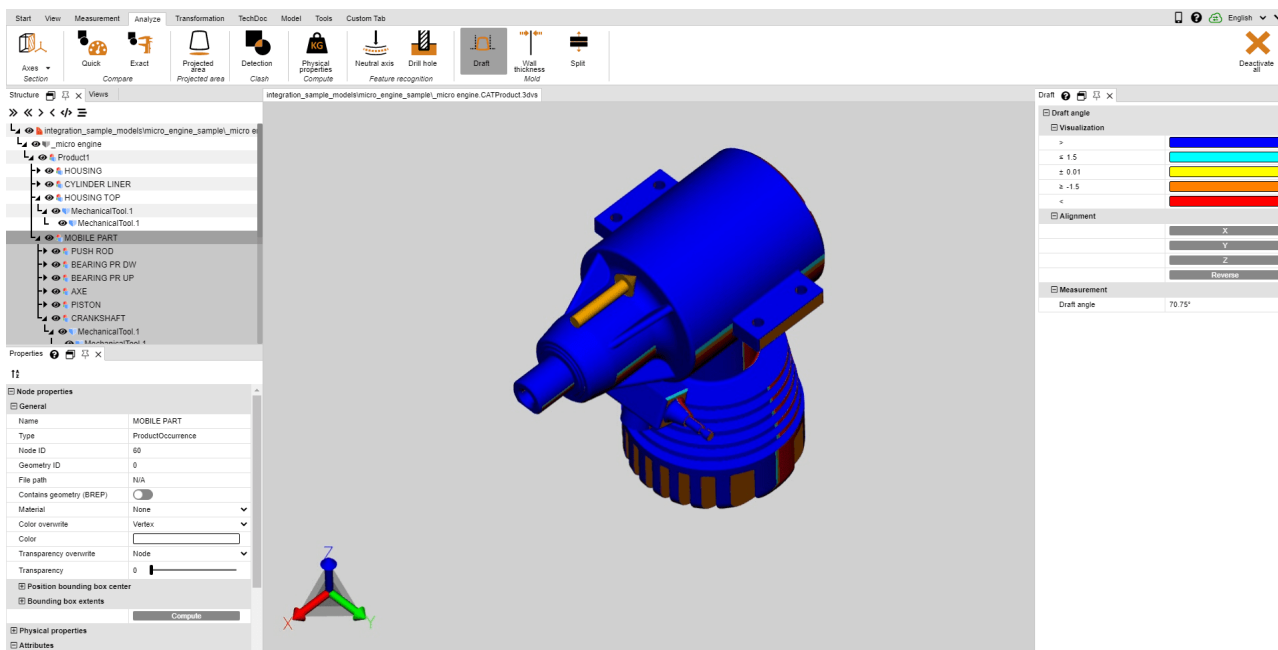 Start View Measurement Analyze Transformation TechDoc Model Tools Custom Tab English
KG
Axes Quick Exact Projected area Detection Physical properties Neutral axis Drill hole Draft Wall thickness Split Deactivate all
Section Compare Projected area Clash Compute Feature recognition Mold
Structure Views
integration_sample_models\micro_engine_sample\_micro engine.CATProduct.3dvs
Draft
integration_sample_models\micro_engine_sample\_micro er
_micro engine
Product1
HOUSING
CYLINDER LINER
HOUSING TOP
MechanicalTool.1
MechanicalTool.1
MOBILE PART
PUSH ROD
BEARING PR DW
BEARING PR UP
AXE
PISTON
CRANKSHAFT
MechanicalTool.1
MechanicalTool.1
Properties
Node properties
General
Name MOBILE PART
Type ProductOccurrence
Node ID 60
Geometry ID 0
File path N/A
Contains geometry (BREP)
Material None
Color overwrite Vertex
Color
Transparency overwrite Node
Transparency 0
Position bounding box center
Bounding box extents
Compute
Physical properties
Attributes
Z
X
Y
Draft angle
Visualization
>
≤ 1.5
± 0.01
≥ -1.5
<
Alignment
X
Y
Z
Reverse
Measurement
Draft angle 70.75°